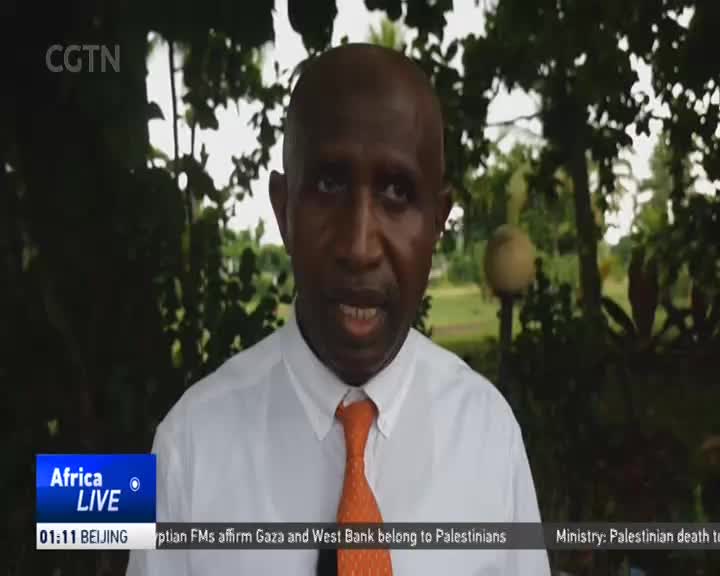 CGTN
Africa
LIVE
01:11 BEIJING
FMs affirm Gaza and West Bank belong to Palestinians
Ministry: Palestinian death